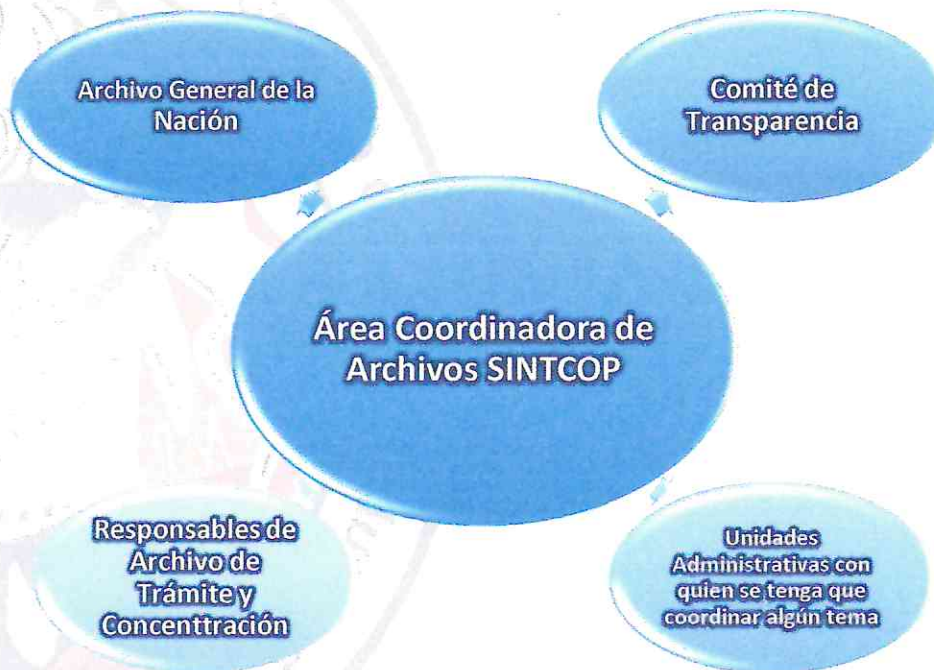 Archivo General de la
Nación
Comité de
Transparencia
Área Coordinadora de
Archivos SINTCOP
Responsables de
Archivo de
Trámite y
Concenttración
Unidades
Administrativas con
quien se tenga que
coordinar algún tema